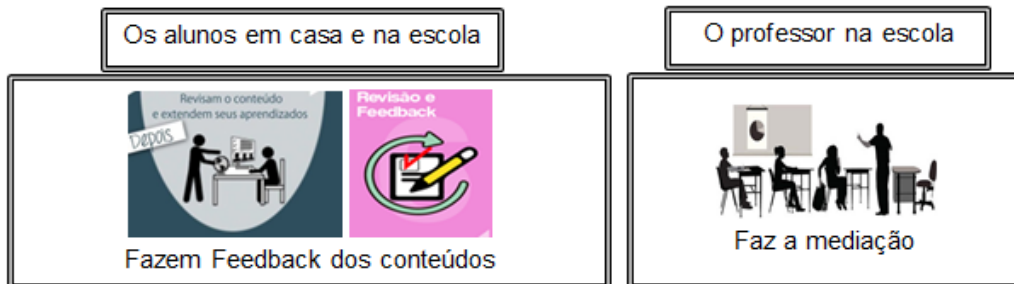 Os alunos em casa e na escola
Revisam o conteúdo
e extendem seus aprendizados
Depois
Revisão e
Feedback
Fazem Feedback dos conteúdos
O professor na escola
Faz a mediação